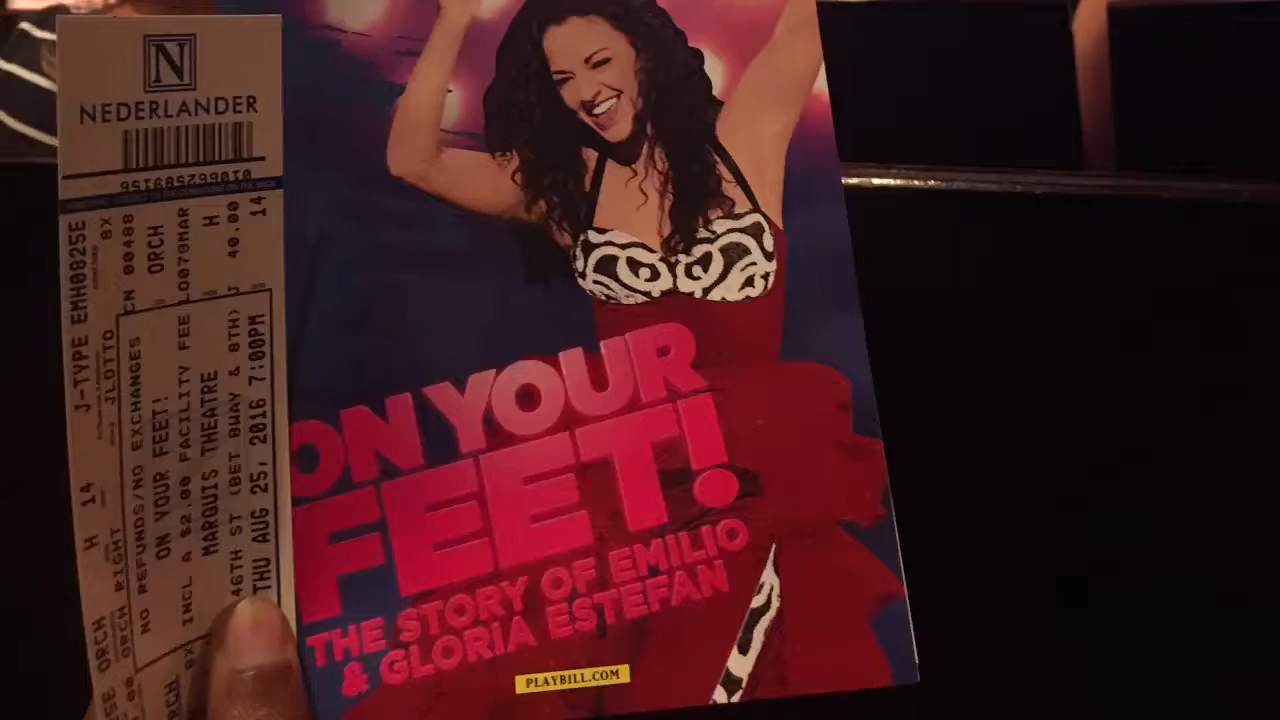 N
NEDERLANDER
J-TYPE EMH0825E
8X
CN 00488
ORCH
H
J 40.00
14
JLOTTO
NO REFUNDS/NO EXCHANGES
ON YOUR FEET!
INCL A $2.00 FACILITY FEE
MARQUIS THEATRE
46TH ST (BET BWAY & 8TH)
THU AUG 25, 2016 7:00PM
ORCH H 14
ORCH RIGHT
ON YOUR
FEET!
THE STORY OF EMILIO
& GLORIA ESTEFAN
PLAYBILL.COM